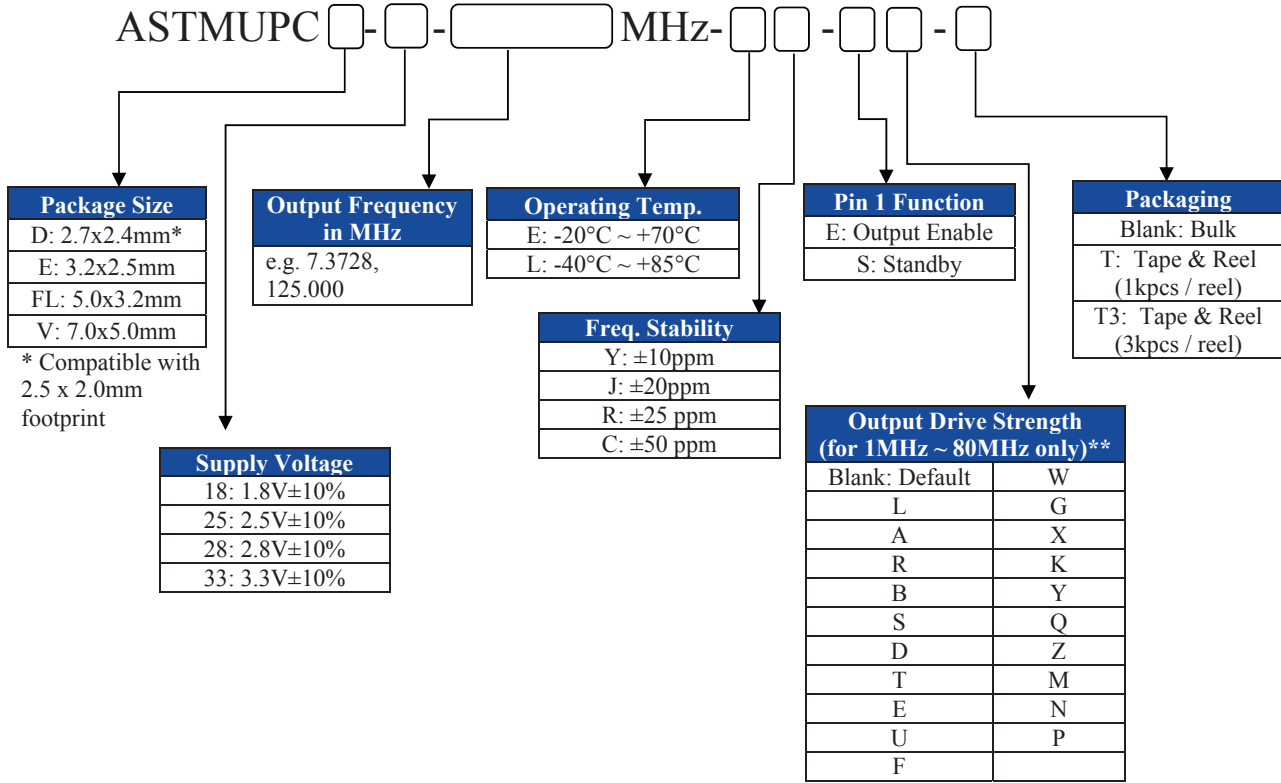 ASTMUPC - - MHz- - -
Package Size
D: 2.7x2.4mm*
E: 3.2x2.5mm
FL: 5.0x3.2mm
V: 7.0x5.0mm
* Compatible with
2.5 x 2.0mm
footprint
Supply Voltage
18: 1.8V±10%
25: 2.5V±10%
28: 2.8V±10%
33: 3.3V±10%
Output Frequency
in MHz
e.g. 7.3728,
125.000
Operating Temp.
E: -20°C ~ +70°C
L: -40°C ~ +85°C
Freq. Stability
Y: ±10ppm
J: ±20ppm
R: ±25 ppm
C: ±50 ppm
Pin 1 Function
E: Output Enable
S: Standby
Output Drive Strength
(for 1MHz ~ 80MHz only)**
Blank: Default W
L G
A X
R K
B Y
S Q
D Z
T M
E N
U P
F
Packaging
Blank: Bulk
T: Tape & Reel
(1kpcs / reel)
T3: Tape & Reel
(3kpcs / reel)